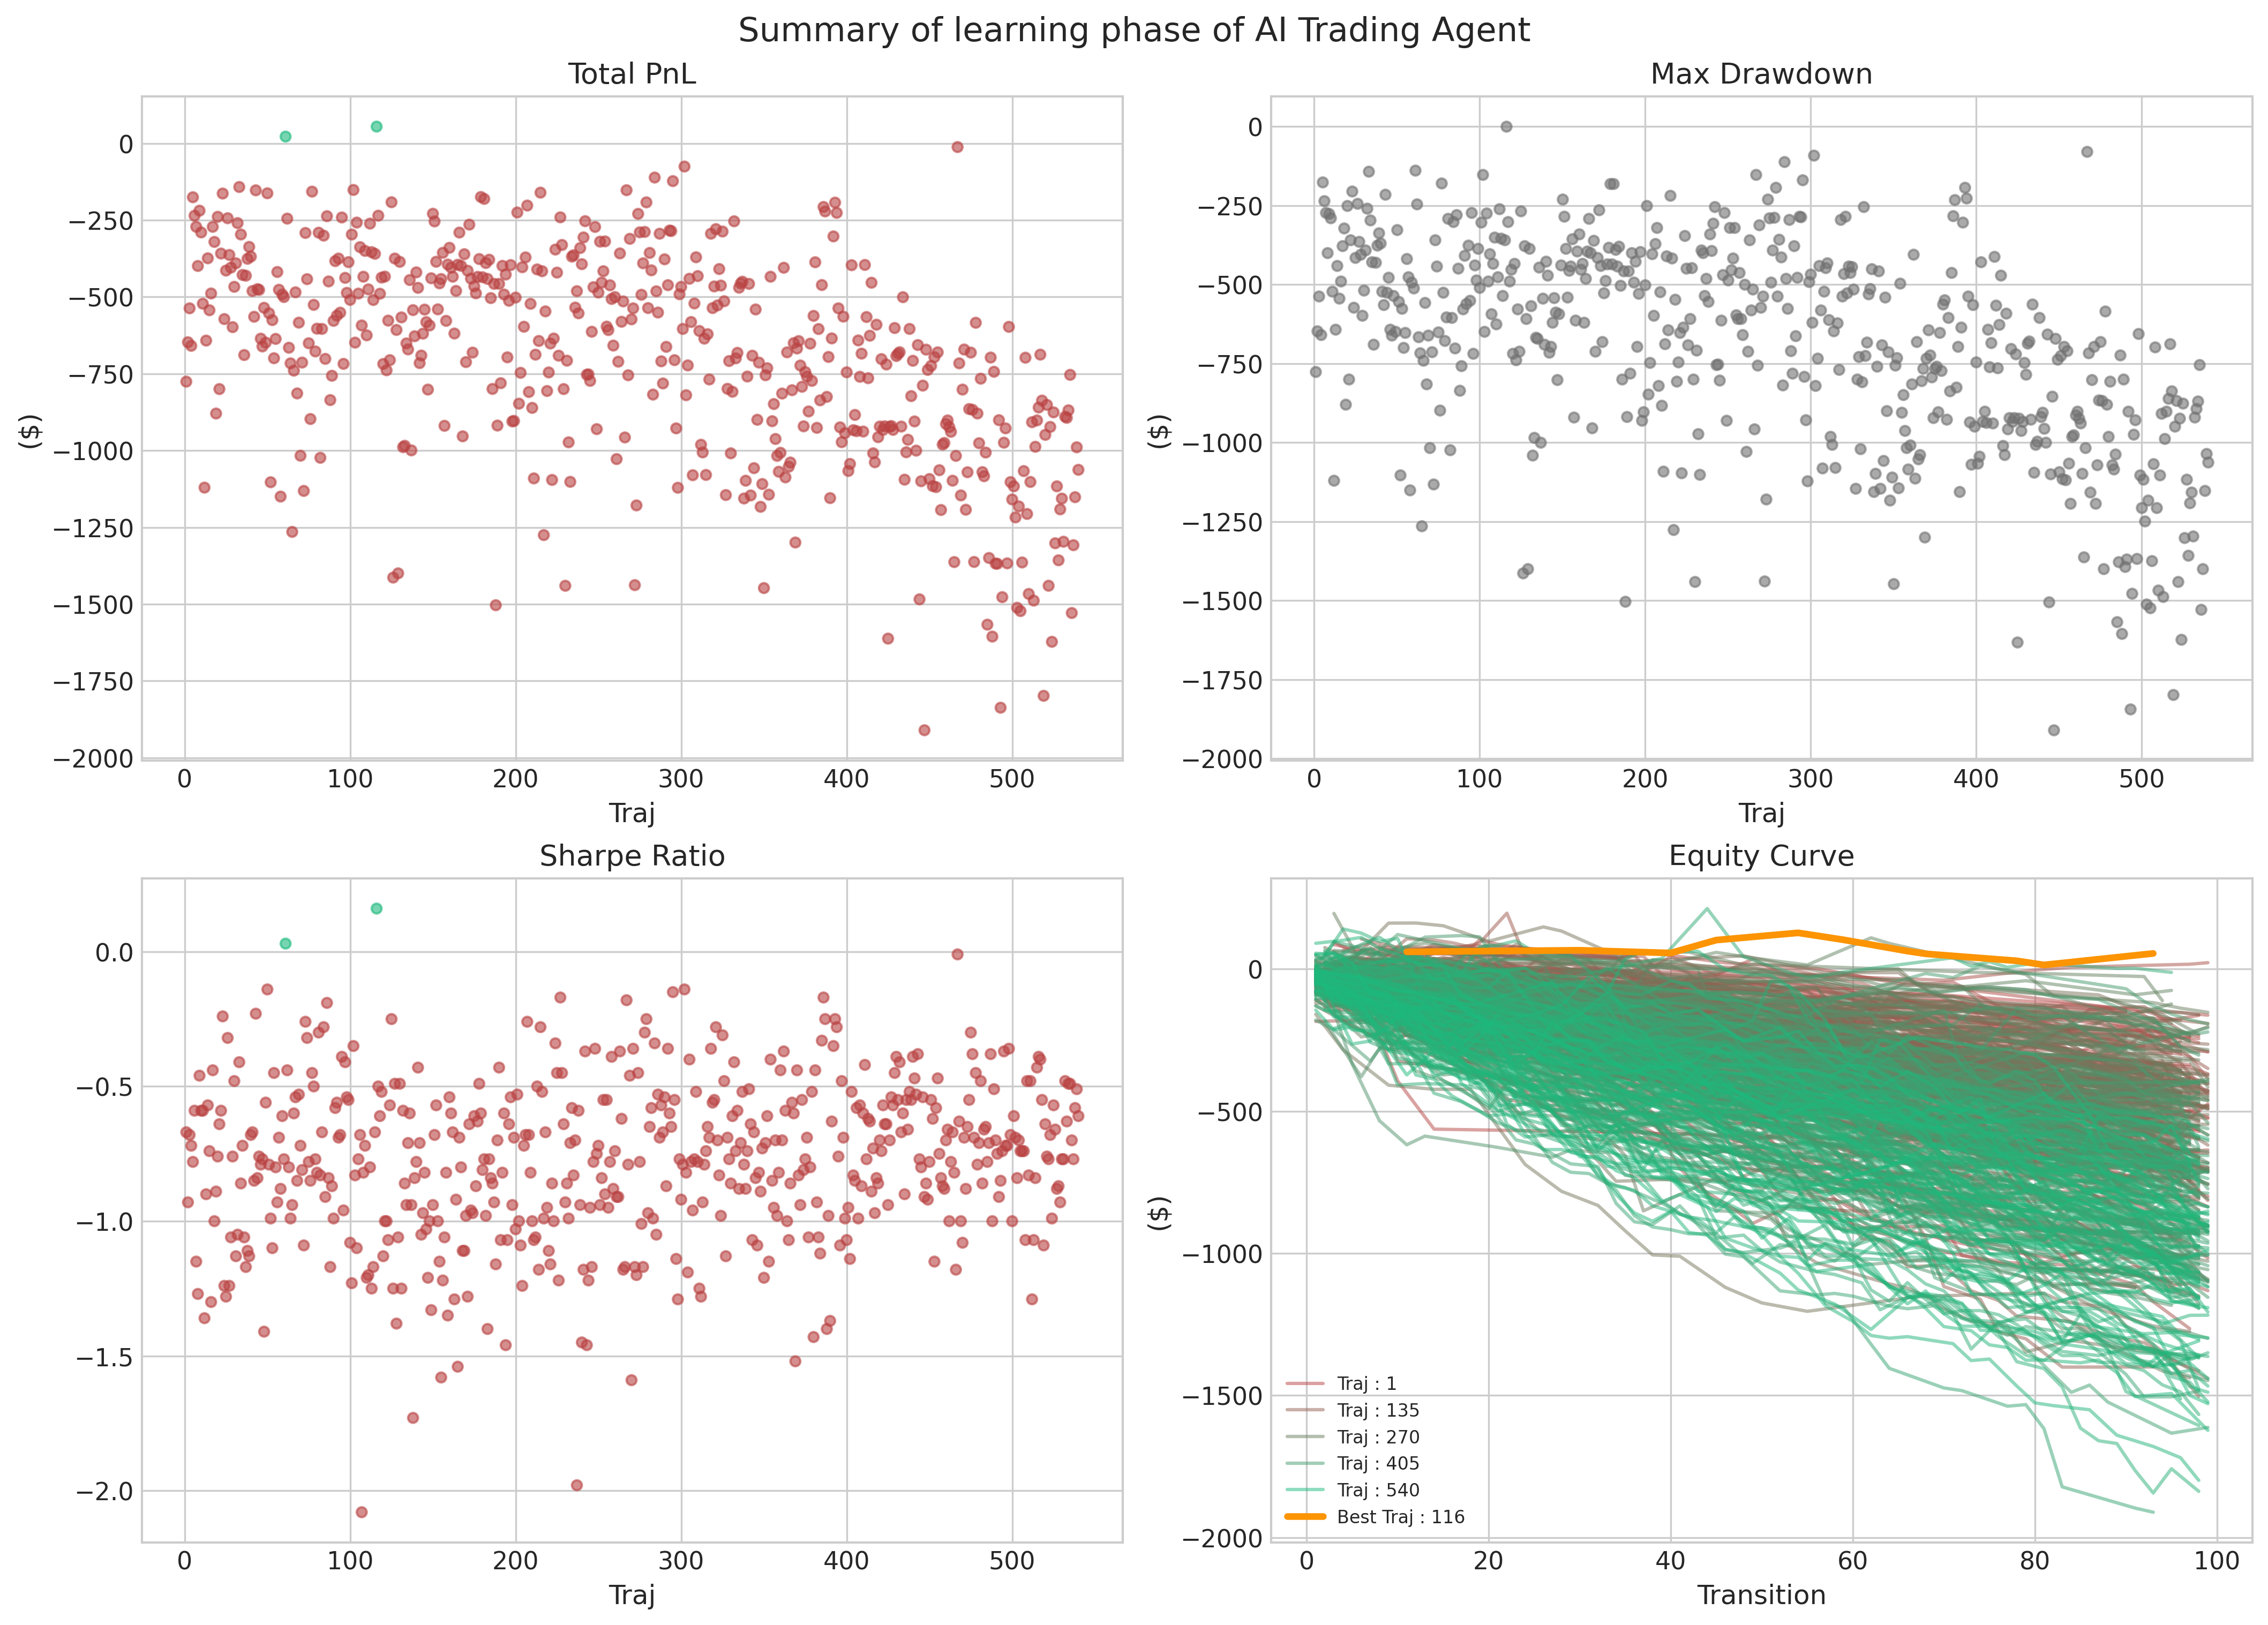 Summary of learning phase of AI Trading Agent
Total PnL
($)
0
−250
−500
−750
−1000
−1250
−1500
−1750
−2000
0 100 200 300 400 500
Traj
Max Drawdown
($)
0
−250
−500
−750
−1000
−1250
−1500
−1750
−2000
0 100 200 300 400 500
Traj
Sharpe Ratio
0.0
−0.5
−1.0
−1.5
−2.0
0 100 200 300 400 500
Traj
Equity Curve
($)
0
−500
−1000
−1500
−2000
Traj : 1
Traj : 135
Traj : 270
Traj : 405
Traj : 540
Best Traj : 116
0 20 40 60 80 100
Transition